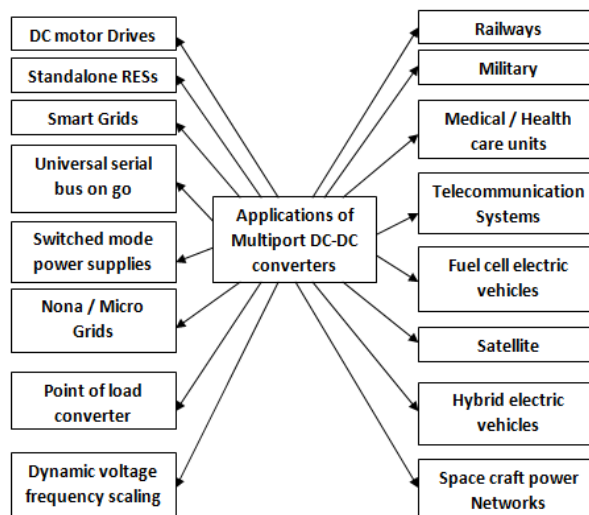 DC motor Drives
Standalone RESs
Smart Grids
Universal serial
bus on go
Switched mode
power supplies
Nona / Micro
Grids
Point of load
converter
Dynamic voltage
frequency scaling
Applications of
Multiport DC-DC
converters
Railways
Military
Medical / Health
care units
Telecommunication
Systems
Fuel cell electric
vehicles
Satellite
Hybrid electric
vehicles
Space craft power
Networks